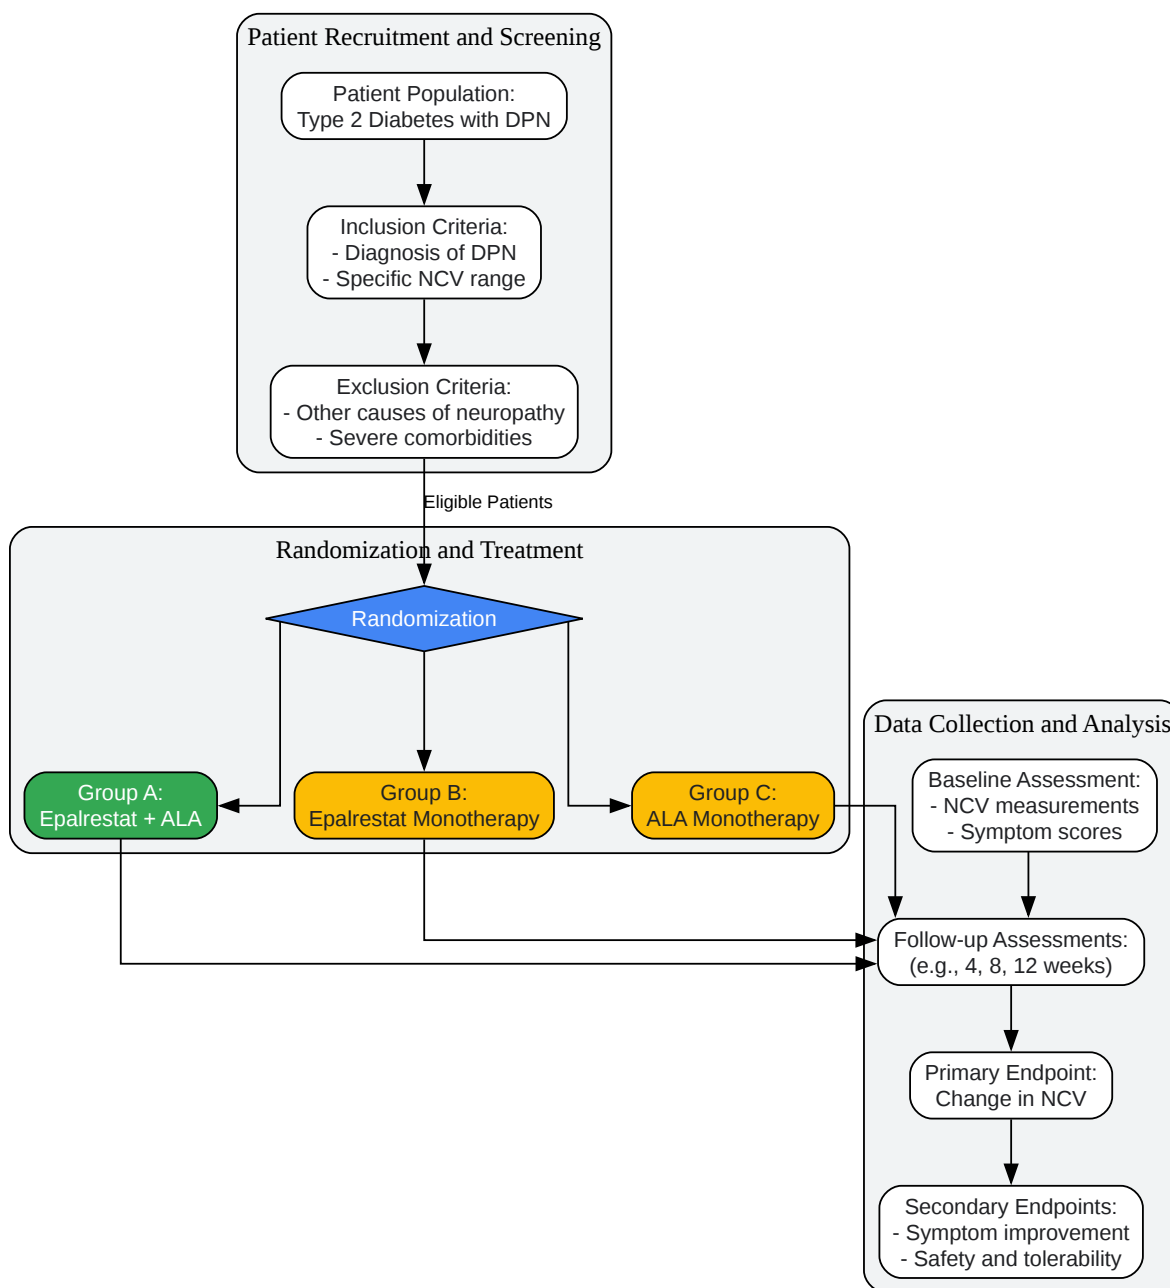 Patient Recruitment and Screening
Patient Population:
Type 2 Diabetes with DPN
Inclusion Criteria:
- Diagnosis of DPN
- Specific NCV range
Exclusion Criteria:
- Other causes of neuropathy
- Severe comorbidities
Eligible Patients
Randomization and Treatment
Randomization
Group A:
Epalrestat + ALA
Group B:
Epalrestat Monotherapy
Group C:
ALA Monotherapy
Data Collection and Analysis
Baseline Assessment:
- NCV measurements
- Symptom scores
Follow-up Assessments:
(e.g., 4, 8, 12 weeks)
Primary Endpoint:
Change in NCV
Secondary Endpoints:
- Symptom improvement
- Safety and tolerability